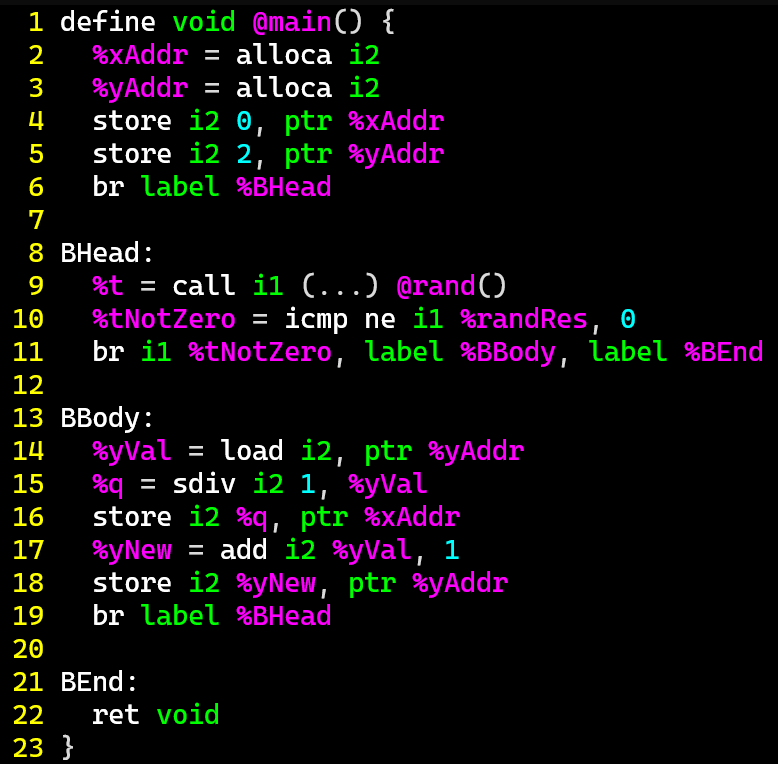 1 define void @main() {
2   %xAddr = alloca i2
3   %yAddr = alloca i2
4   store i2 0, ptr %xAddr
5   store i2 2, ptr %yAddr
6   br label %BHead
7
8 BHead:
9   %t = call i1 (...) @rand()
10   %tNotZero = icmp ne i1 %randRes, 0
11   br i1 %tNotZero, label %BBody, label %BEnd
12
13 BBody:
14   %yVal = load i2, ptr %yAddr
15   %q = sdiv i2 1, %yVal
16   store i2 %q, ptr %xAddr
17   %yNew = add i2 %yVal, 1
18   store i2 %yNew, ptr %yAddr
19   br label %BHead
20
21 BEnd:
22   ret void
23 }